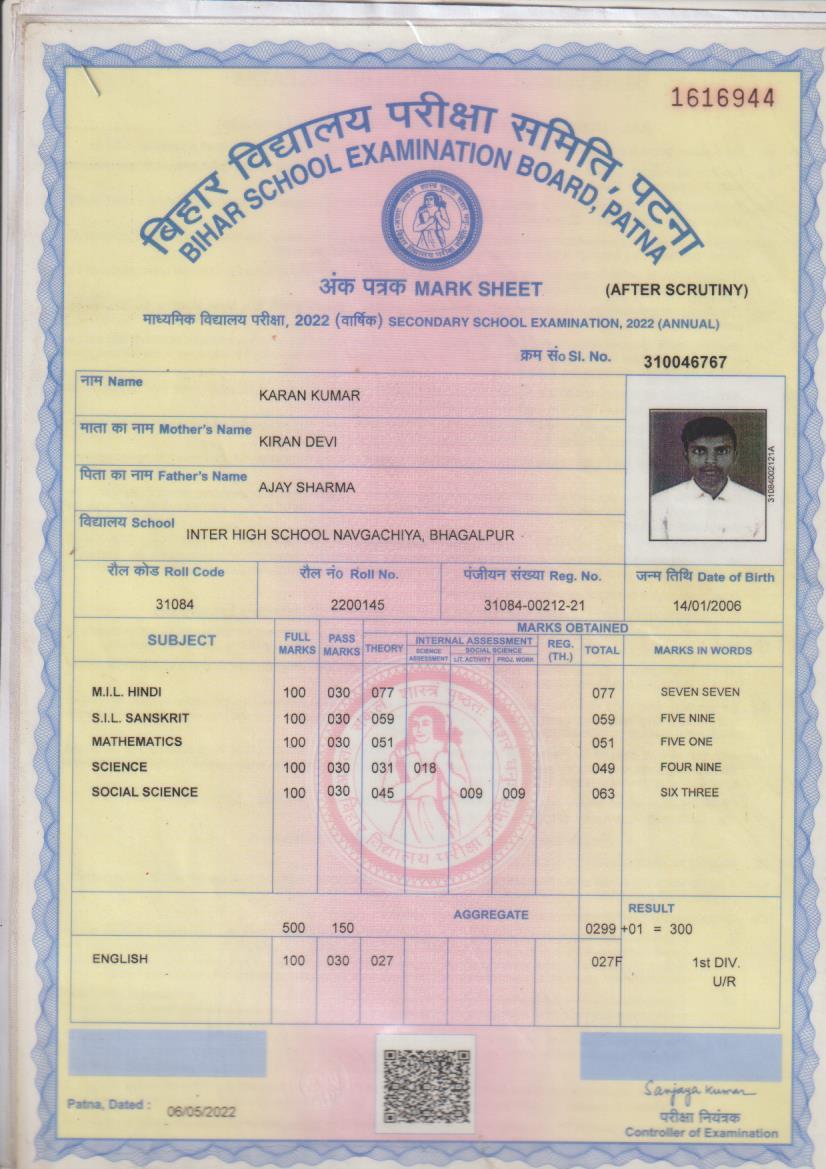 1616944
बिहार विद्यालय परीक्षा समिति, पटना
BIHAR SCHOOL EXAMINATION BOARD, PATNA
अंक पत्रक MARK SHEET (AFTER SCRUTINY)
माध्यमिक विद्यालय परीक्षा, 2022 (वार्षिक) SECONDARY SCHOOL EXAMINATION, 2022 (ANNUAL)
क्रम सं० Sl. No. 310046767
नाम Name KARAN KUMAR
माता का नाम Mother's Name KIRAN DEVI
पिता का नाम Father's Name AJAY SHARMA
विद्यालय School INTER HIGH SCHOOL NAVGACHIYA, BHAGALPUR
31084002121A
रौल कोड Roll Code रौल नं० Roll No. पंजीयन संख्या Reg. No. जन्म तिथि Date of Birth
31084 2200145 31084-00212-21 14/01/2006
MARKS OBTAINED
SUBJECT FULL MARKS PASS MARKS THEORY INTERNAL ASSESSMENT REG. (TH.) TOTAL MARKS IN WORDS
SCIENCE ASSESSMENT SOCIAL SCIENCE
LIT. ACTIVITY PROJ. WORK
M.I.L. HINDI 100 030 077 077 SEVEN SEVEN
S.I.L. SANSKRIT 100 030 059 059 FIVE NINE
MATHEMATICS 100 030 051 051 FIVE ONE
SCIENCE 100 030 031 018 049 FOUR NINE
SOCIAL SCIENCE 100 030 045 009 009 063 SIX THREE
बिहार विद्यालय परीक्षा समिति
AGGREGATE RESULT
500 150 0299 +01 = 300
ENGLISH 100 030 027 027F 1st DIV.
U/R
Sanjaya Kumar
Patna, Dated : 06/05/2022
परीक्षा नियंत्रक
Controller of Examination